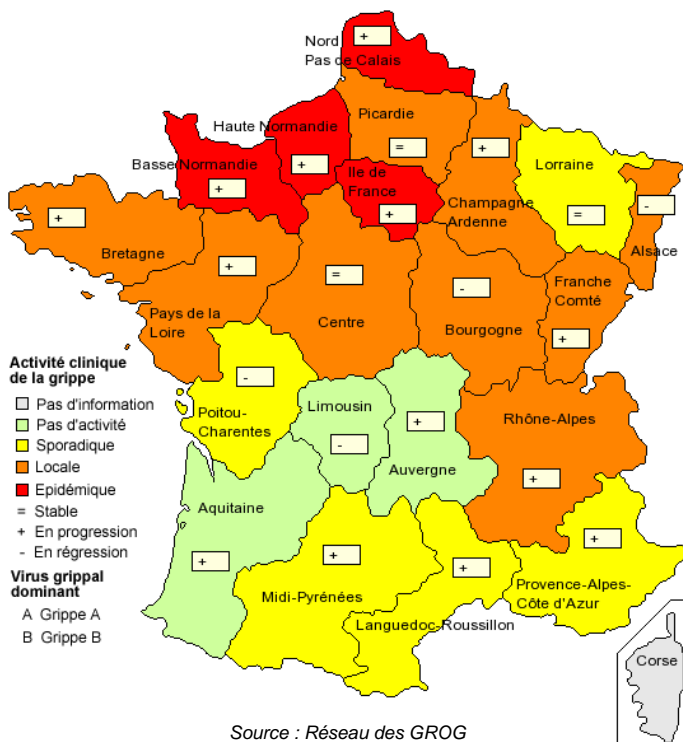 +
Nord
Pas de Calais
Picardie
=
Haute Normandie
+
+
Lorraine
=
Basse Normandie
+
Ile de
France
+
Champagne
Ardenne
-
Alsace
+
Bretagne
+
Pays de la
Loire
=
Centre
-
Bourgogne
Franche
Comté
+
Activité clinique
de la grippe
Pas d'information
Pas d'activité
Sporadique
Locale
Epidémique
= Stable
+ En progression
- En régression
Virus grippal
dominant
A Grippe A
B Grippe B
-
Poitou-
Charentes
Limousin
-
+
Auvergne
Rhône-Alpes
+
Aquitaine
+
+
Midi-Pyrénées
+
Languedoc-Roussillon
+
Provence-Alpes-
Côte d'Azur
Corse
Source : Réseau des GROG